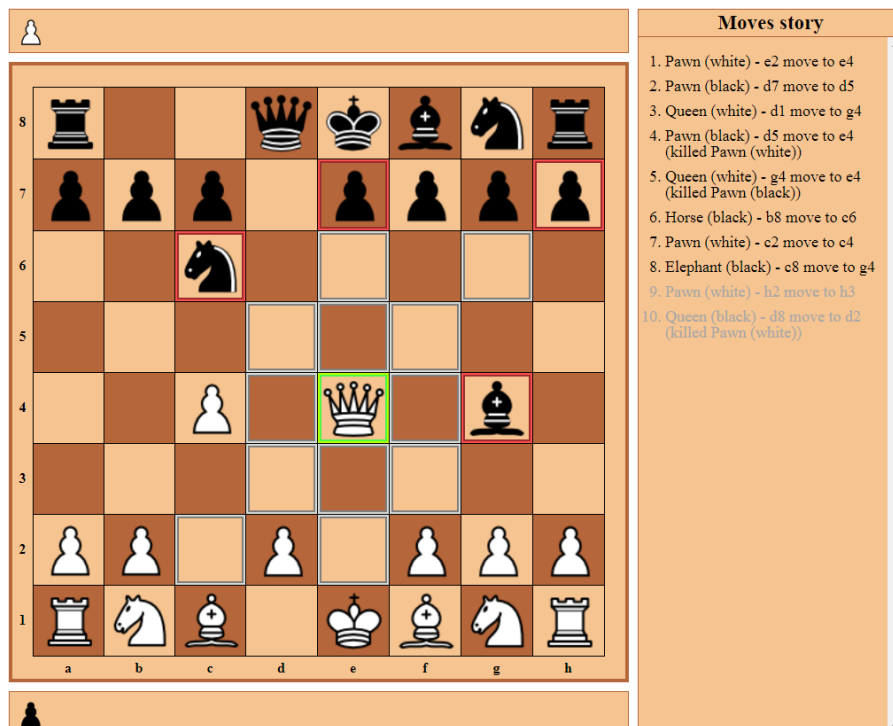 Moves story
8
7
6
5
4
3
2
1
a b c d e f g h
1. Pawn (white) - e2 move to e4
2. Pawn (black) - d7 move to d5
3. Queen (white) - d1 move to g4
4. Pawn (black) - d5 move to e4
(killed Pawn (white))
5. Queen (white) - g4 move to e4
(killed Pawn (black))
6. Horse (black) - b8 move to c6
7. Pawn (white) - c2 move to c4
8. Elephant (black) - c8 move to g4
9. Pawn (white) - h2 move to h3
10. Queen (black) - d8 move to d2
(killed Pawn (white))